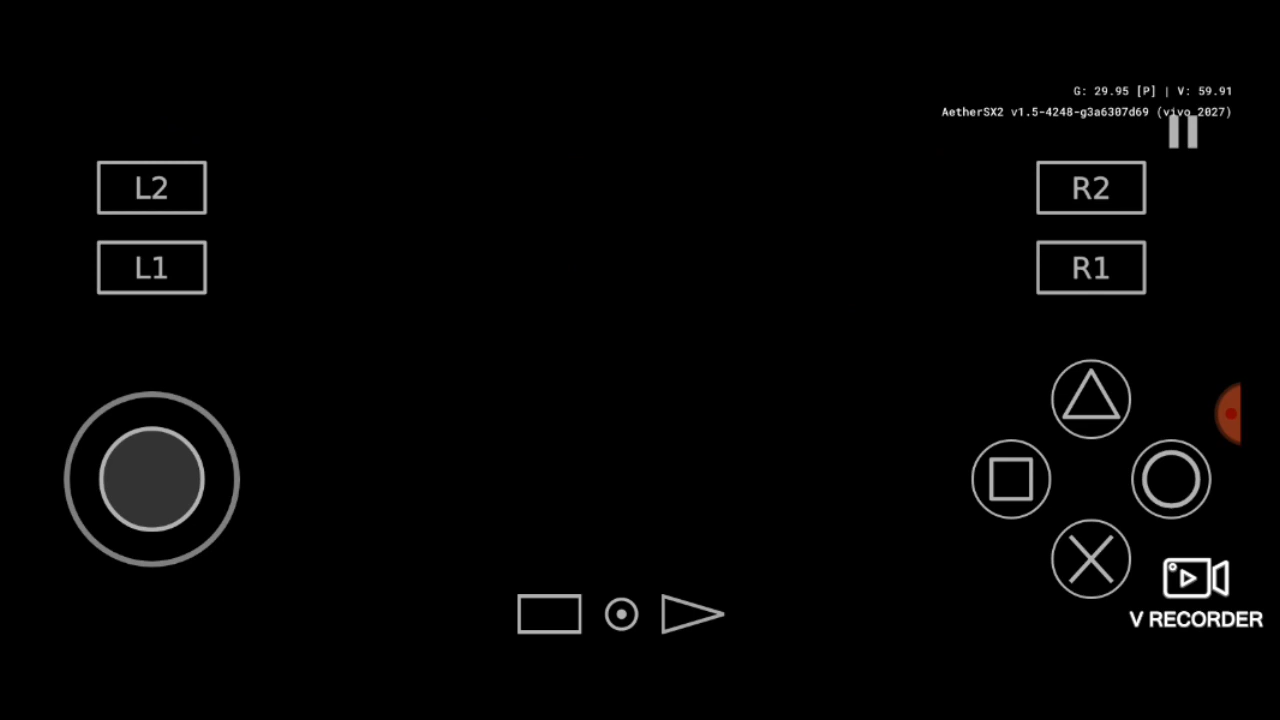 G: 29.95 [P] | V: 59.91
AetherSX2 v1.5-4248-g3a6307d69 (vivo 2027)
L2
R2
L1
R1
V RECORDER